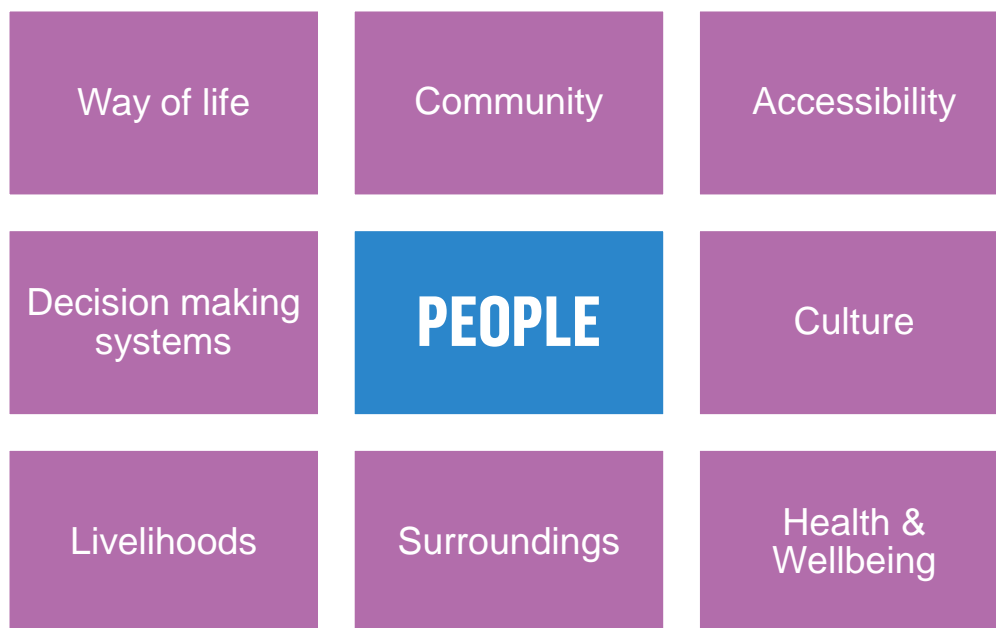 Way of life
Community
Accessibility
Decision making
systems
PEOPLE
Culture
Livelihoods
Surroundings
Health &
Wellbeing